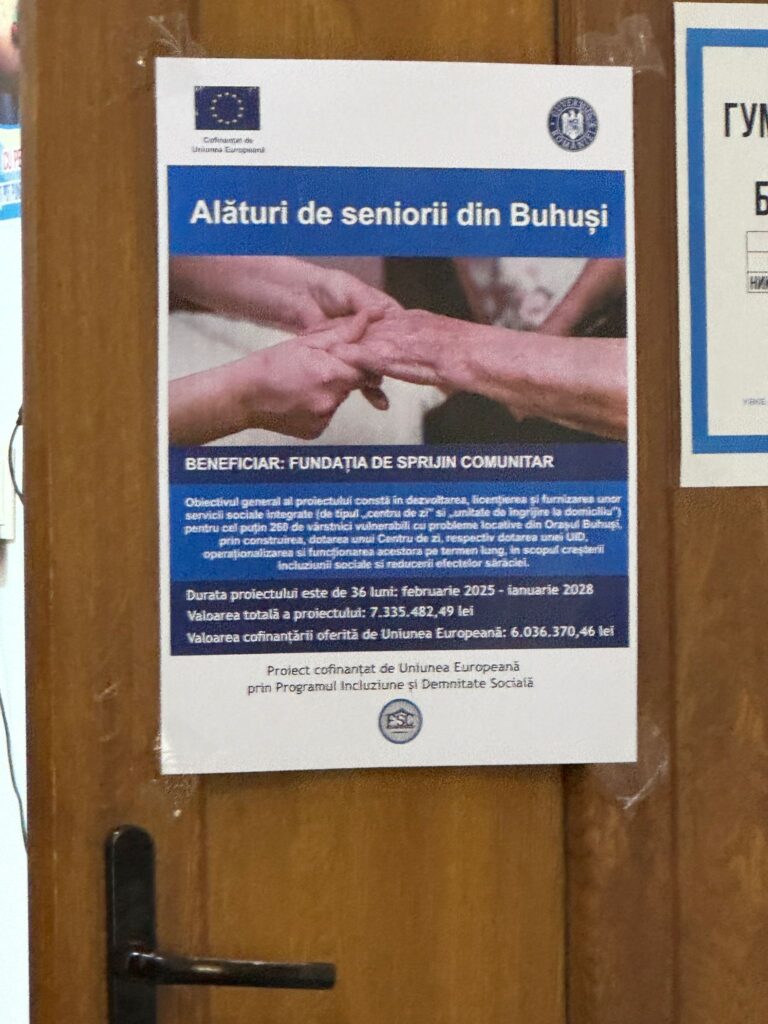 Cofinanțat de
Uniunea Europeană
GUVERNUL ROMÂNIEI
Alături de seniorii din Buhuși
BENEFICIAR: FUNDAȚIA DE SPRIJIN COMUNITAR
Obiectivul general al proiectului constă în dezvoltarea, licențierea și furnizarea unor
servicii sociale integrate (de tipul „centru de zi” si „unitate de îngrijire la domiciliu”)
pentru cel puțin 260 de vârstnici vulnerabili cu probleme locative din Orașul Buhuși,
prin construirea, dotarea unui Centru de zi, respectiv dotarea unei UID,
operaționalizarea si funcționarea acestora pe termen lung, in scopul creșterii
incluziunii sociale si reducerii efectelor sărăciei.
Durata proiectului este de 36 luni: februarie 2025 - ianuarie 2028
Valoarea totală a proiectului: 7.335.482,49 lei
Valoarea cofinanțării oferită de Uniunea Europeană: 6.036.370,46 lei
Proiect cofinanțat de Uniunea Europeană
prin Programul Incluziune și Demnitate Socială
FSC
ГУМ
Б